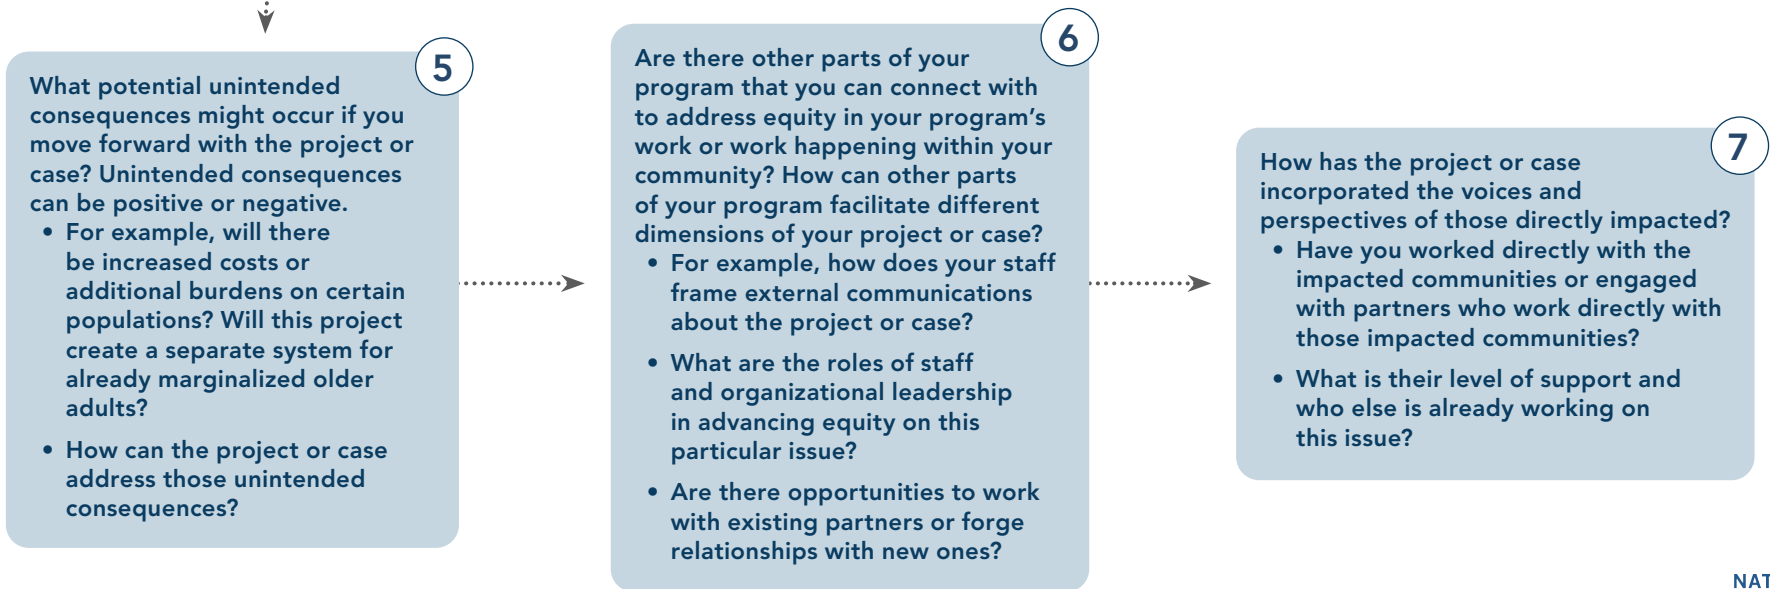 5
What potential unintended
consequences might occur if you
move forward with the project or
case? Unintended consequences
can be positive or negative.
• For example, will there
be increased costs or
additional burdens on certain
populations? Will this project
create a separate system for
already marginalized older
adults?
• How can the project or case
address those unintended
consequences?
6
Are there other parts of your
program that you can connect with
to address equity in your program’s
work or work happening within your
community? How can other parts
of your program facilitate different
dimensions of your project or case?
• For example, how does your staff
frame external communications
about the project or case?
• What are the roles of staff
and organizational leadership
in advancing equity on this
particular issue?
• Are there opportunities to work
with existing partners or forge
relationships with new ones?
7
How has the project or case
incorporated the voices and
perspectives of those directly impacted?
• Have you worked directly with the
impacted communities or engaged
with partners who work directly with
those impacted communities?
• What is their level of support and
who else is already working on
this issue?
NAT